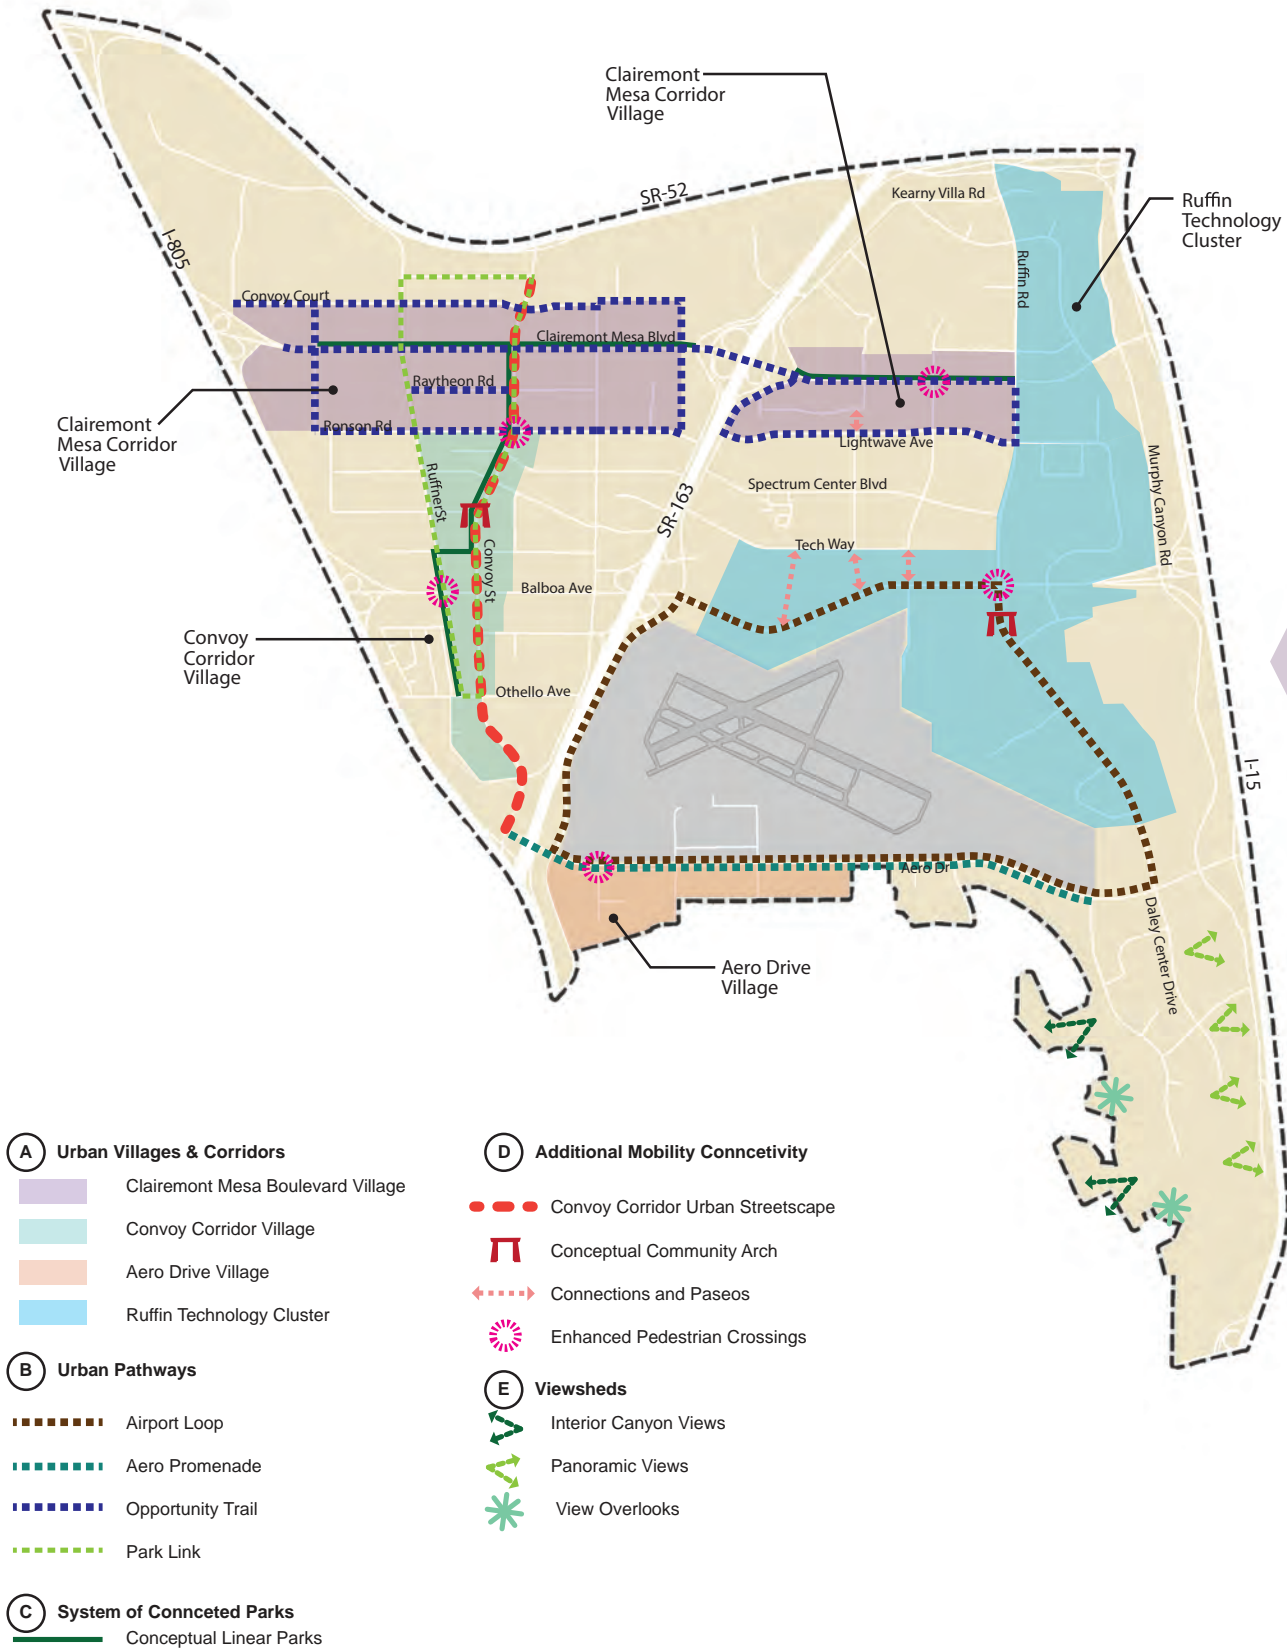 Clairemont
Mesa Corridor
Village
SR-52
Kearny Villa Rd
Ruffin
Technology
Cluster
I-805
Ruffin Rd
Convoy Court
Clairemont Mesa Blvd
Raytheon Rd
Clairemont
Mesa Corridor
Village
Ronson Rd
Lightwave Ave
RuffnerSt
Spectrum Center Blvd
SR-163
Murphy Canyon Rd
Tech Way
Convoy St
Balboa Ave
Convoy
Corridor
Village
Othello Ave
I-15
Aero Dr
Daley Center Drive
Aero Drive
Village
A Urban Villages & Corridors
Clairemont Mesa Boulevard Village
Convoy Corridor Village
Aero Drive Village
Ruffin Technology Cluster
B Urban Pathways
Airport Loop
Aero Promenade
Opportunity Trail
Park Link
C System of Connceted Parks
Conceptual Linear Parks
D Additional Mobility Conncetivity
Convoy Corridor Urban Streetscape
Conceptual Community Arch
Connections and Paseos
Enhanced Pedestrian Crossings
E Viewsheds
Interior Canyon Views
Panoramic Views
View Overlooks